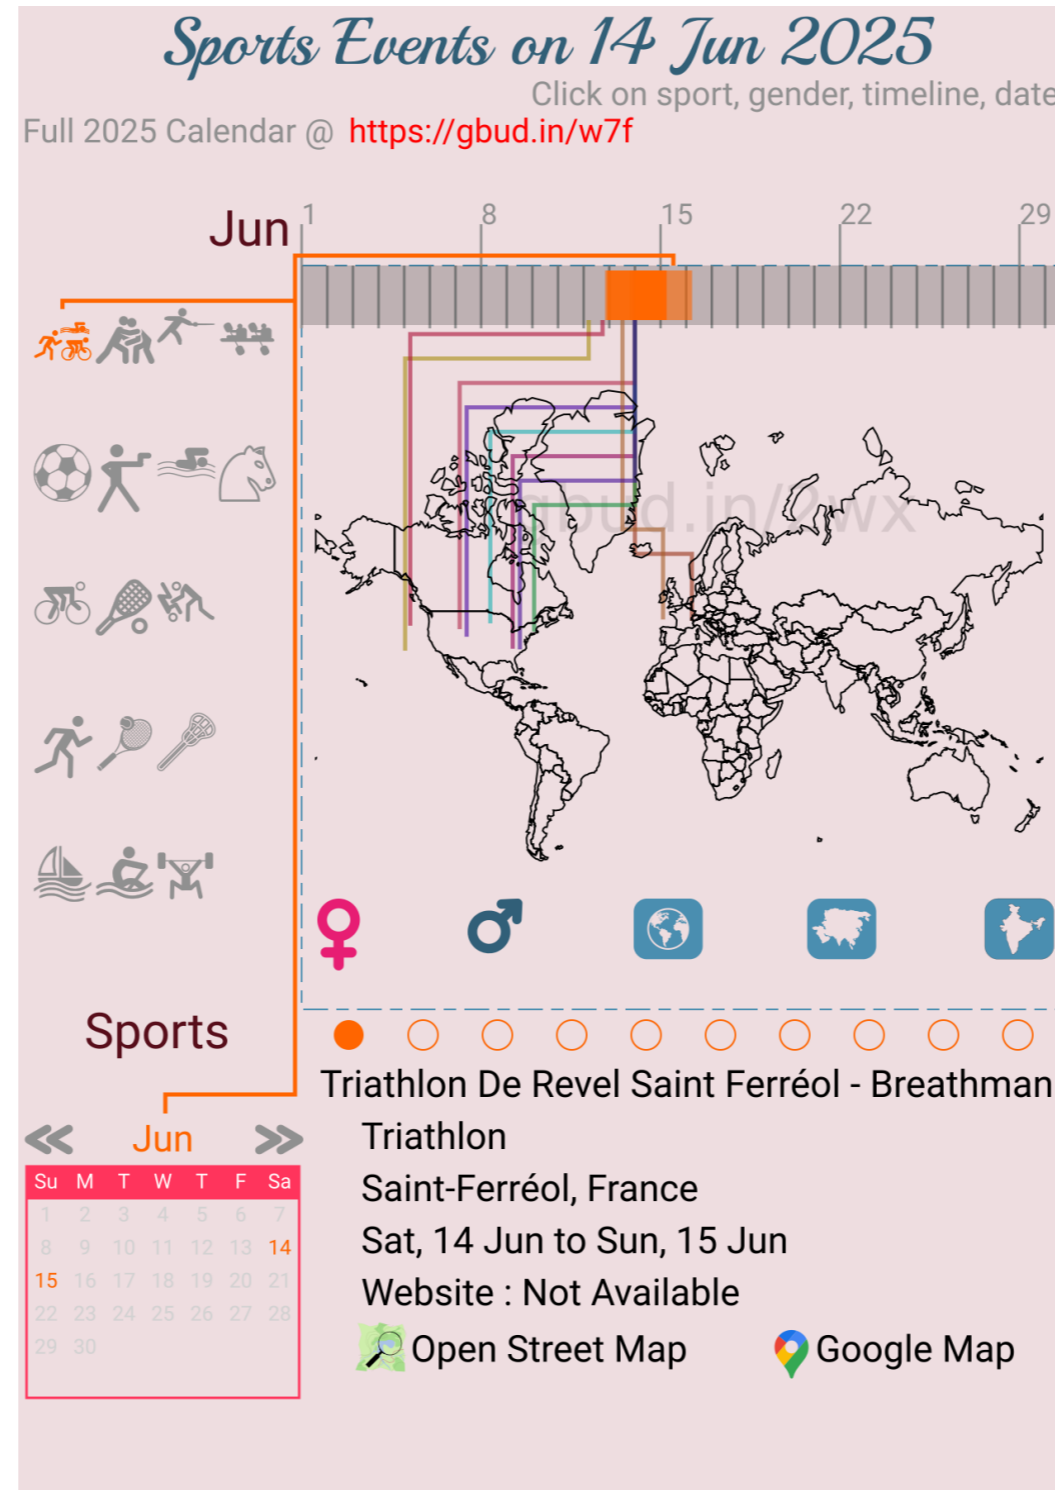 Sports Events on 14 Jun 2025
Click on sport, gender, timeline, date
Full 2025 Calendar @ https://gbud.in/w7f
Jun
1 8 15 22 29
gbud.in/2wx
Sports
Triathlon De Revel Saint Ferréol - Breathman
Triathlon
Saint-Ferréol, France
Sat, 14 Jun to Sun, 15 Jun
Website : Not Available
Open Street Map Google Map
Jun
Su M T W T F Sa
1 2 3 4 5 6 7
8 9 10 11 12 13 14
15 16 17 18 19 20 21
22 23 24 25 26 27 28
29 30